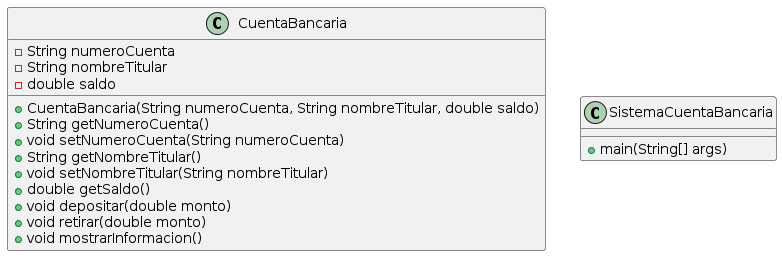 C CuentaBancaria
String numeroCuenta
String nombreTitular
double saldo
CuentaBancaria(String numeroCuenta, String nombreTitular, double saldo)
String getNumeroCuenta()
void setNumeroCuenta(String numeroCuenta)
String getNombreTitular()
void setNombreTitular(String nombreTitular)
double getSaldo()
void depositar(double monto)
void retirar(double monto)
void mostrarInformacion()
C SistemaCuentaBancaria
main(String[] args)